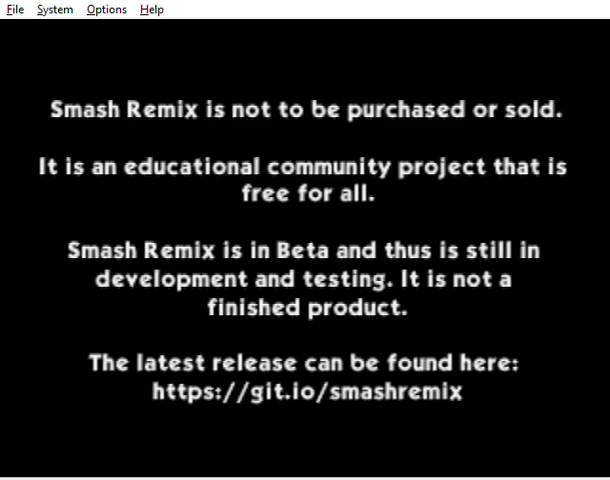 File System Options Help
Smash Remix is not to be purchased or sold.
It is an educational community project that is
free for all.
Smash Remix is in Beta and thus is still in
development and testing. It is not a
finished product.
The latest release can be found here:
https://git.io/smashremix